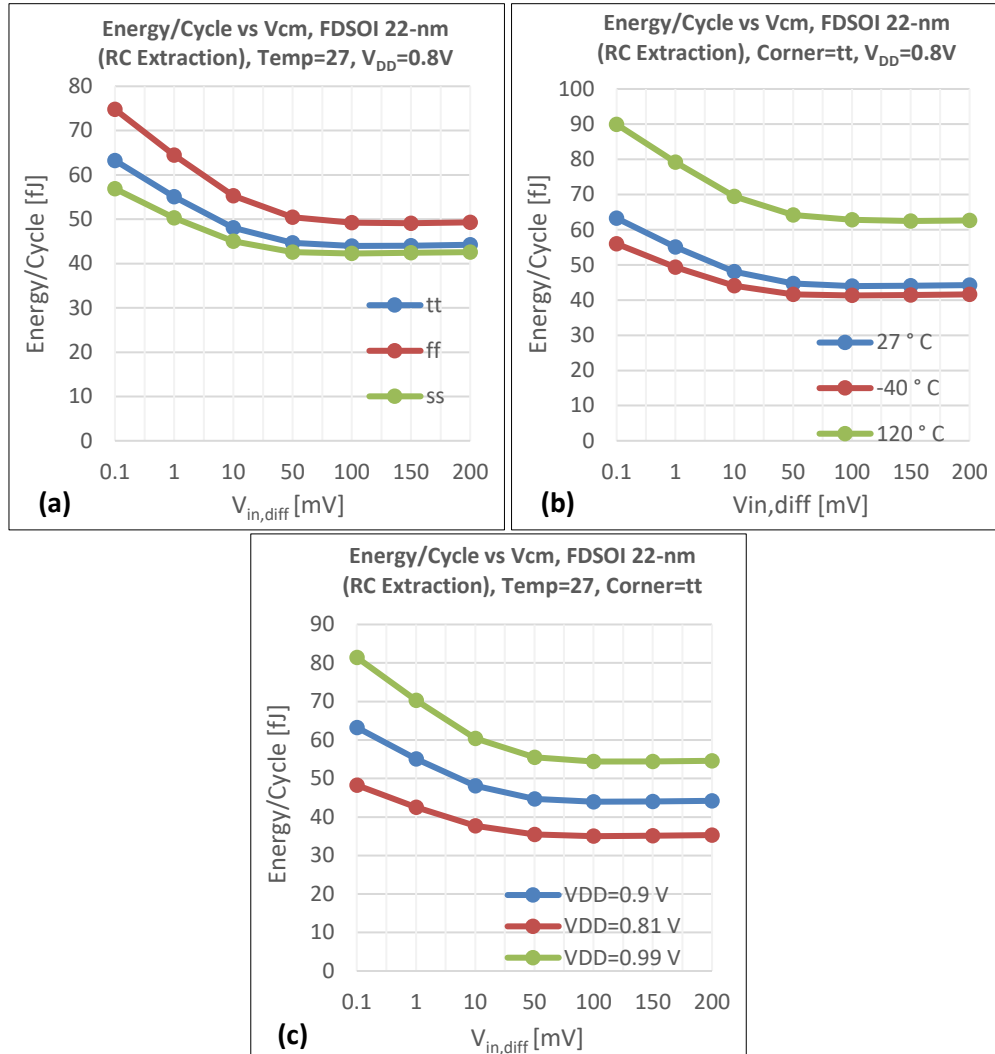 Energy/Cycle vs Vcm, FDSOI 22-nm
(RC Extraction), Temp=27, VDD=0.8V
80
70
60
50
40
30
20
10
0
Energy/Cycle [fJ]
tt
ff
ss
0.1 1 10 50 100 150 200
Vin,diff [mV]
(a)
Energy/Cycle vs Vcm, FDSOI 22-nm
(RC Extraction), Corner=tt, VDD=0.8V
100
90
80
70
60
50
40
30
20
10
0
Energy/Cycle [fJ]
27 ° C
-40 ° C
120 ° C
0.1 1 10 50 100 150 200
Vin,diff [mV]
(b)
Energy/Cycle vs Vcm, FDSOI 22-nm
(RC Extraction), Temp=27, Corner=tt
90
80
70
60
50
40
30
20
10
0
Energy/Cycle [fJ]
VDD=0.9 V
VDD=0.81 V
VDD=0.99 V
0.1 1 10 50 100 150 200
Vin,diff [mV]
(c)